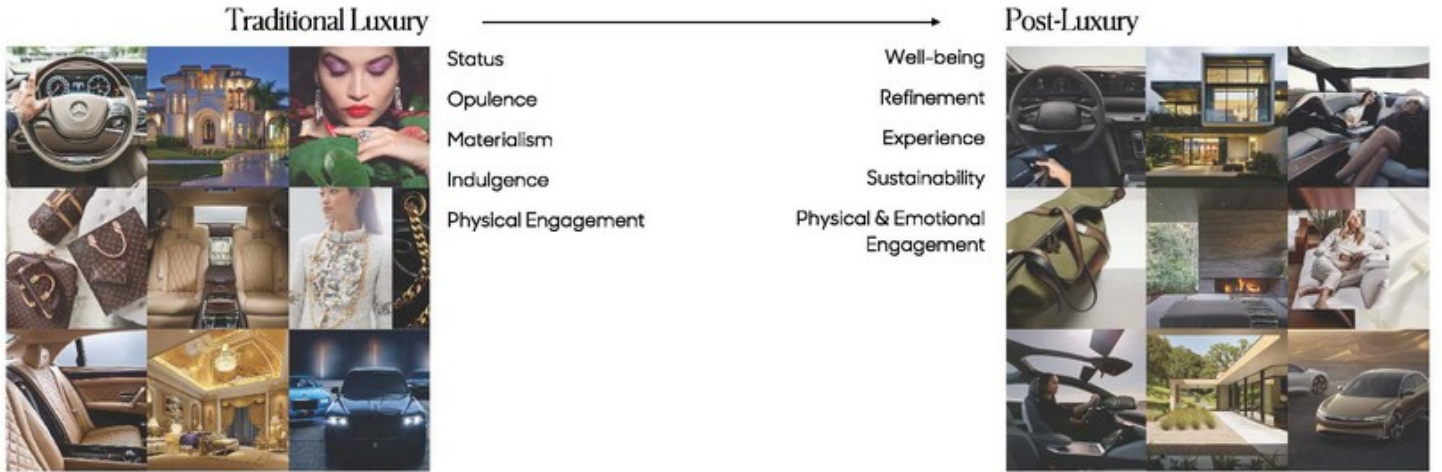 Traditional Luxury
Post-Luxury
Status
Opulence
Materialism
Indulgence
Physical Engagement
Well-being
Refinement
Experience
Sustainability
Physical & Emotional
Engagement